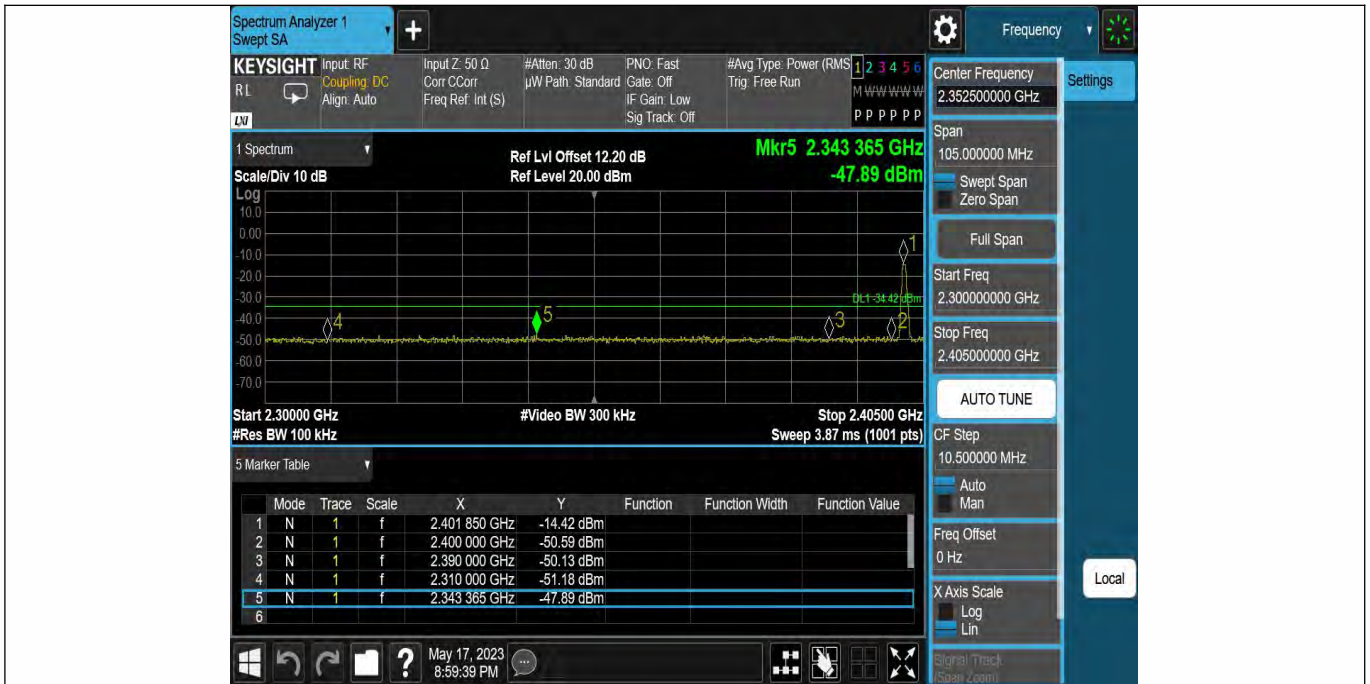 Spectrum Analyzer 1
Swept SA
+
Frequency
KEYSIGHT
RL
LXI
Input: RF
Coupling: DC
Align: Auto
Input Z: 50 Ω
Corr CCorr
Freq Ref: Int (S)
#Atten: 30 dB
µW Path: Standard
PNO: Fast
Gate: Off
IF Gain: Low
Sig Track: Off
#Avg Type: Power (RMS
Trig: Free Run
1 2 3 4 5 6
M W W W W W
P P P P P P
1 Spectrum
Scale/Div 10 dB
Ref Lvl Offset 12.20 dB
Ref Level 20.00 dBm
Mkr5 2.343 365 GHz
-47.89 dBm
Log
10.0
0.00
-10.0
-20.0
-30.0
-40.0
-50.0
-60.0
-70.0
1
DL1 -34.42 dBm
4
5
3
2
Start 2.30000 GHz
#Video BW 300 kHz
Stop 2.40500 GHz
#Res BW 100 kHz
Sweep 3.87 ms (1001 pts)
5 Marker Table
Mode Trace Scale X Y Function Function Width Function Value
1 N 1 f 2.401 850 GHz -14.42 dBm
2 N 1 f 2.400 000 GHz -50.59 dBm
3 N 1 f 2.390 000 GHz -50.13 dBm
4 N 1 f 2.310 000 GHz -51.18 dBm
5 N 1 f 2.343 365 GHz -47.89 dBm
6
?
May 17, 2023
8:59:39 PM
Center Frequency
2.352500000 GHz
Settings
Span
105.000000 MHz
Swept Span
Zero Span
Full Span
Start Freq
2.300000000 GHz
Stop Freq
2.405000000 GHz
AUTO TUNE
CF Step
10.500000 MHz
Auto
Man
Freq Offset
0 Hz
Local
X Axis Scale
Log
Lin
Signal Track
(Span Zoom)